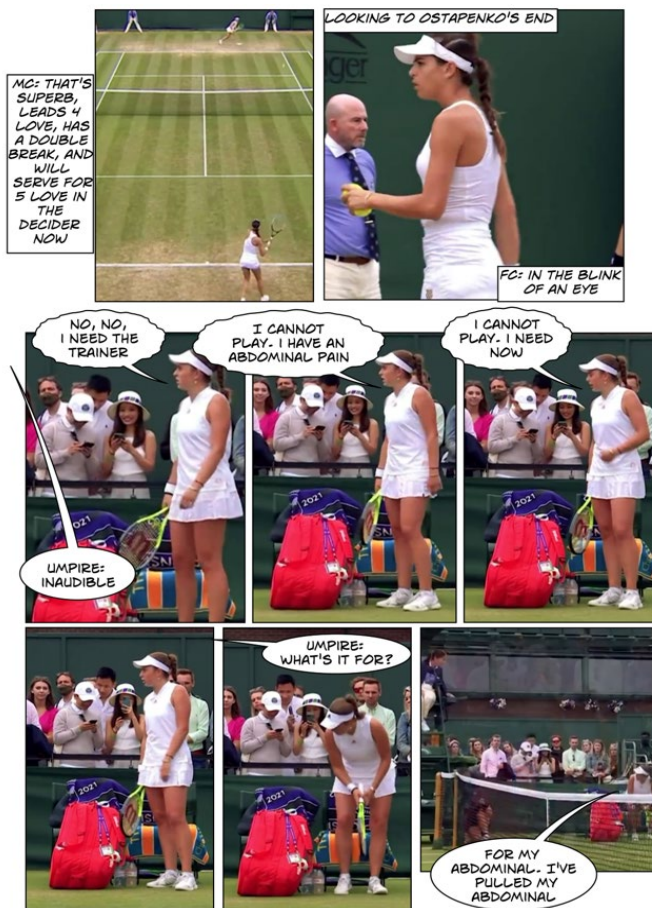 LOOKING TO OSTAPENKO'S END
MC: THAT'S
SUPERB,
LEADS 4
LOVE, HAS
A DOUBLE
BREAK, AND
WILL
SERVE FOR
5 LOVE IN
THE
DECIDER
NOW
FC: IN THE BLINK
OF AN EYE
NO, NO,
I NEED THE
TRAINER
I CANNOT
PLAY. I HAVE AN
ABDOMINAL PAIN
I CANNOT
PLAY. I NEED
NOW
UMPIRE:
INAUDIBLE
2021
2021
2021
UMPIRE:
WHAT'S IT FOR?
2021
2021
FOR MY
ABDOMINAL. I'VE
PULLED MY
ABDOMINAL